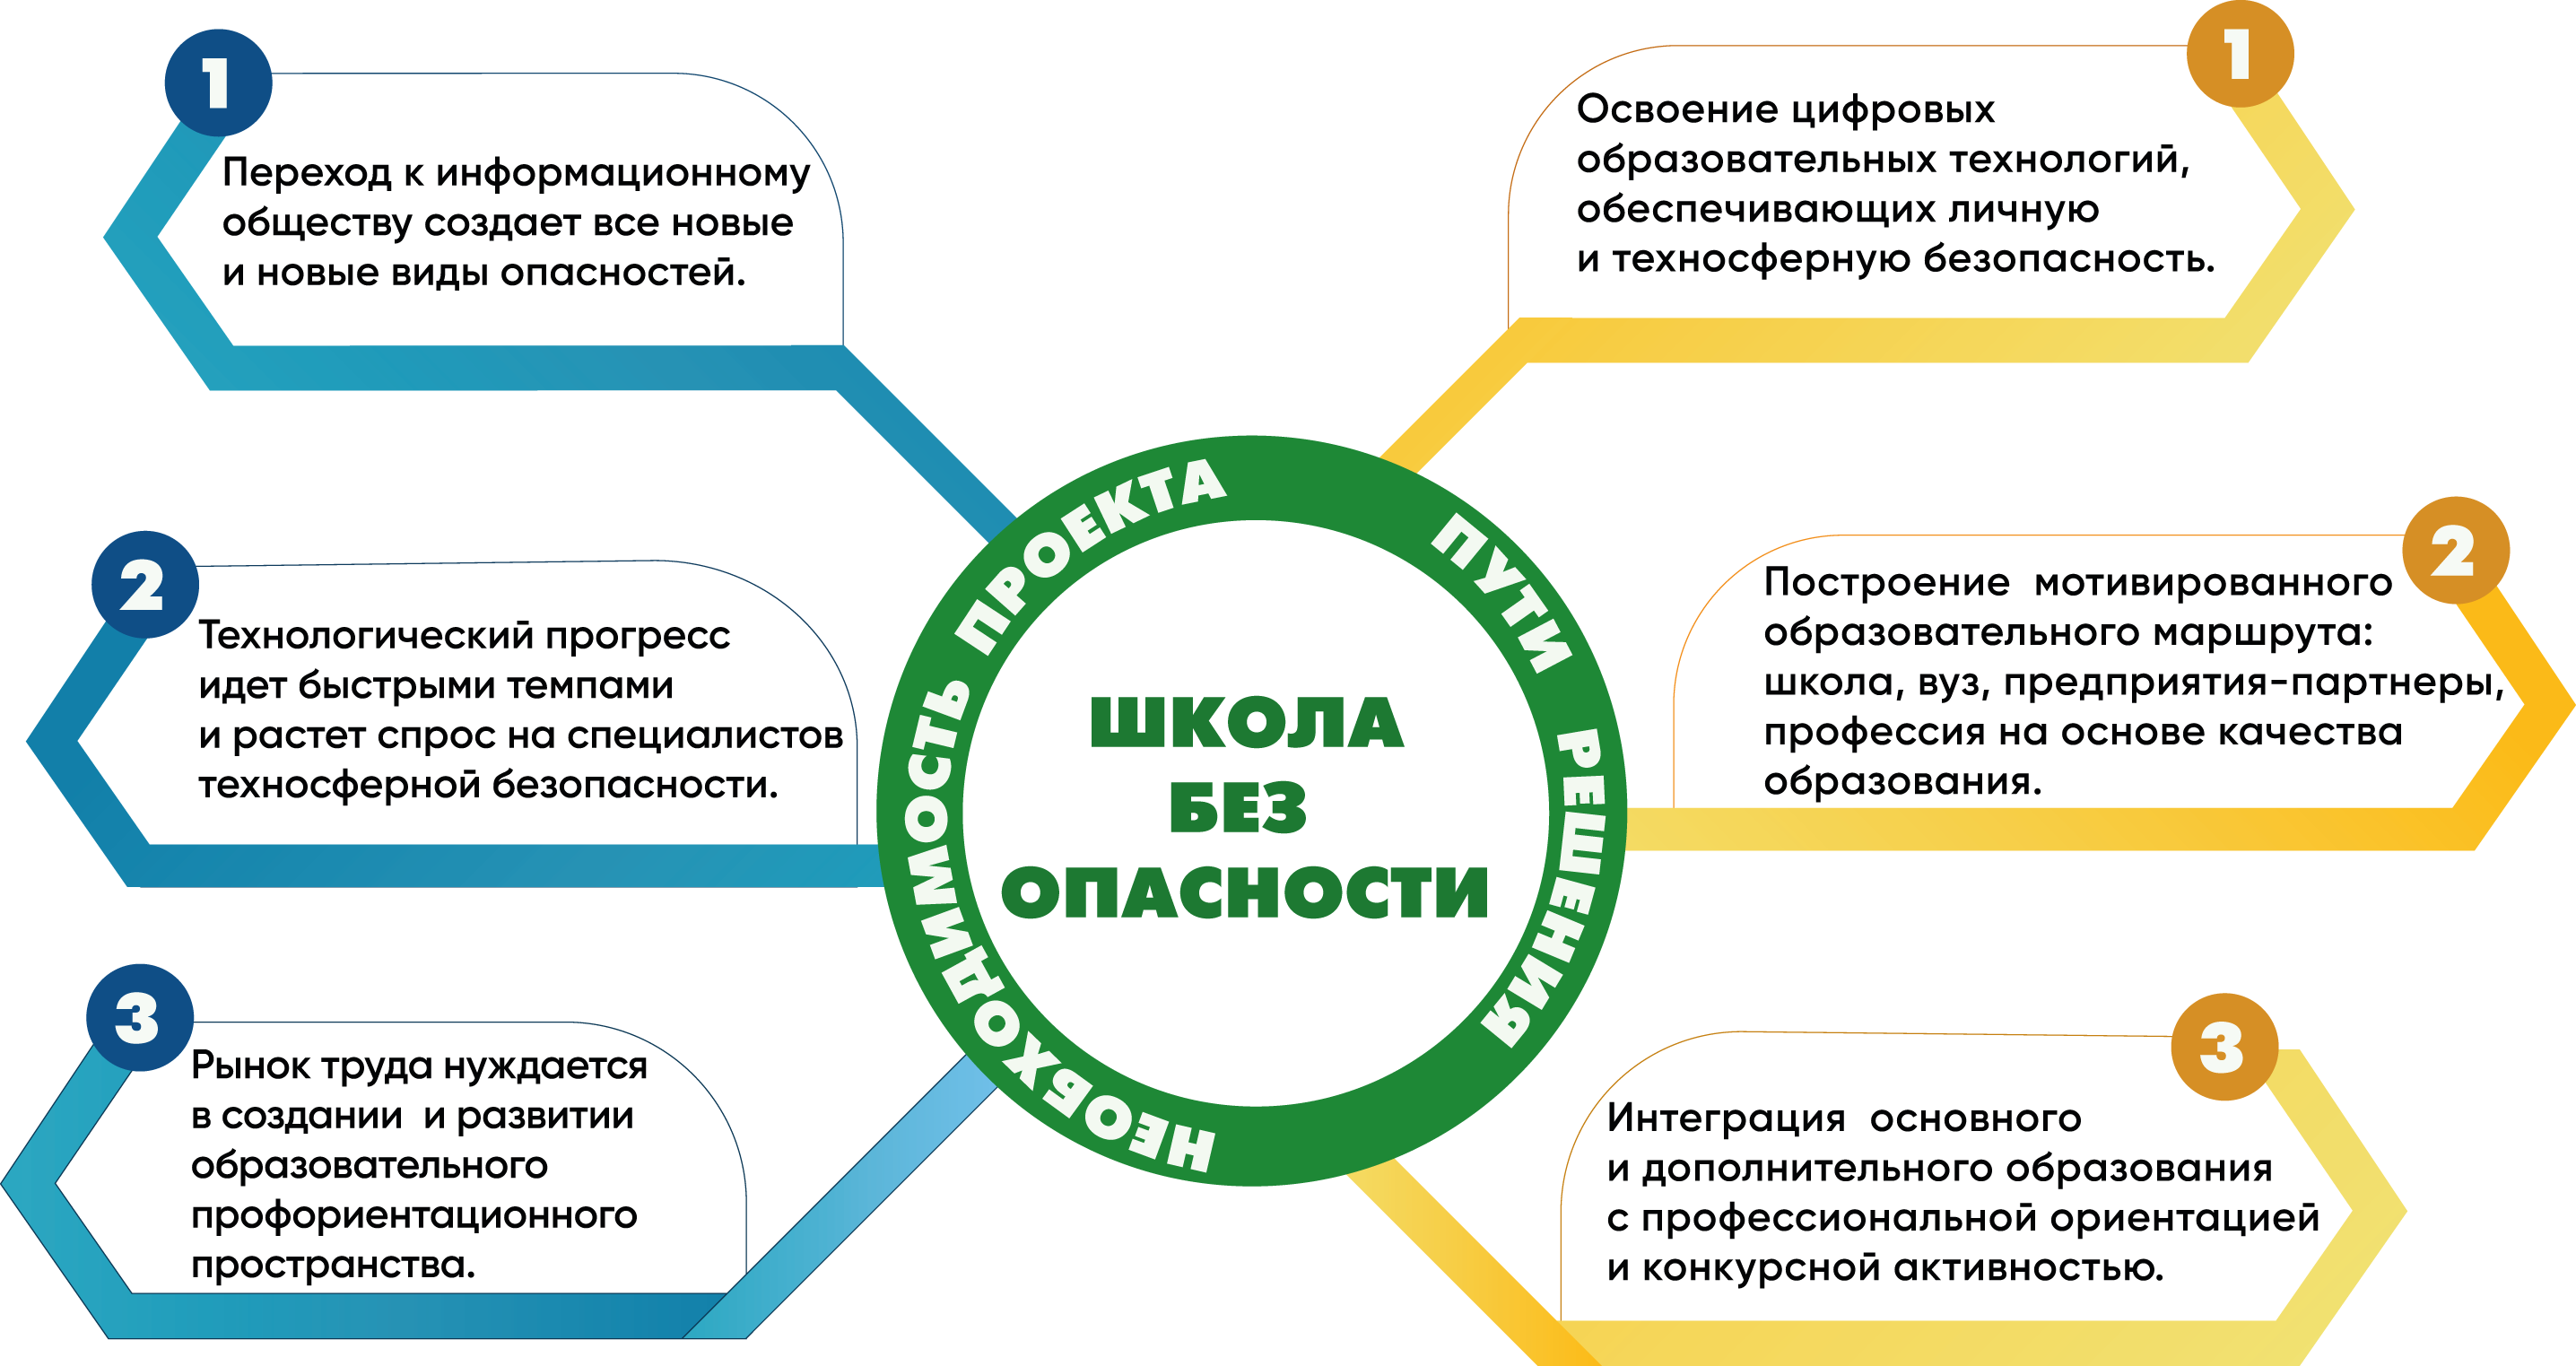 1
Переход к информационному
обществу создает все новые
и новые виды опасностей.
2
Технологический прогресс
идет быстрыми темпами
и растет спрос на специалистов
техносферной безопасности.
3
Рынок труда нуждается
в создании и развитии
образовательного
профориентационного
пространства.
НЕОБХОДИМОСТЬ ПРОЕКТА
ШКОЛА
БЕЗ
ОПАСНОСТИ
ПУТИ РЕШЕНИЯ
1
Освоение цифровых
образовательных технологий,
обеспечивающих личную
и техносферную безопасность.
2
Построение мотивированного
образовательного маршрута:
школа, вуз, предприятия-партнеры,
профессия на основе качества
образования.
3
Интеграция основного
и дополнительного образования
с профессиональной ориентацией
и конкурсной активностью.